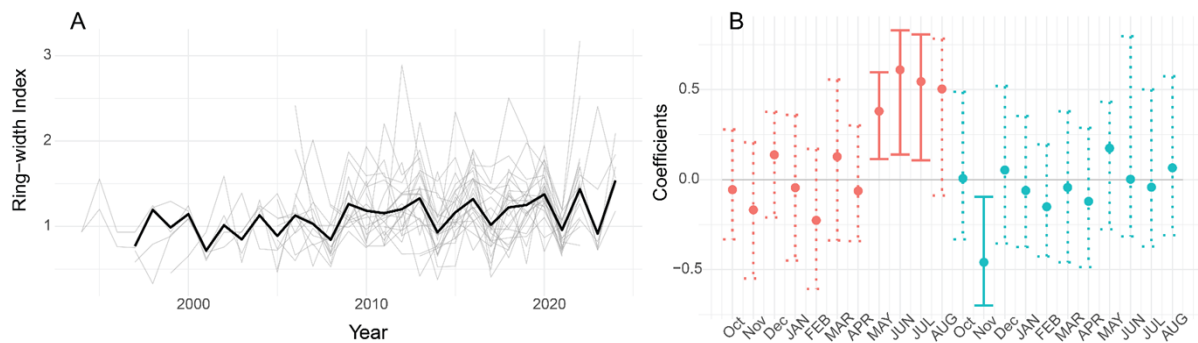 A
Ring-width Index
3
2
1
2000
2010
2020
Year
B
Coefficients
0.5
0.0
-0.5
Oct
Nov
Dec
JAN
FEB
MAR
APR
MAY
JUN
JUL
AUG
Oct
Nov
Dec
JAN
FEB
MAR
APR
MAY
JUN
JUL
AUG